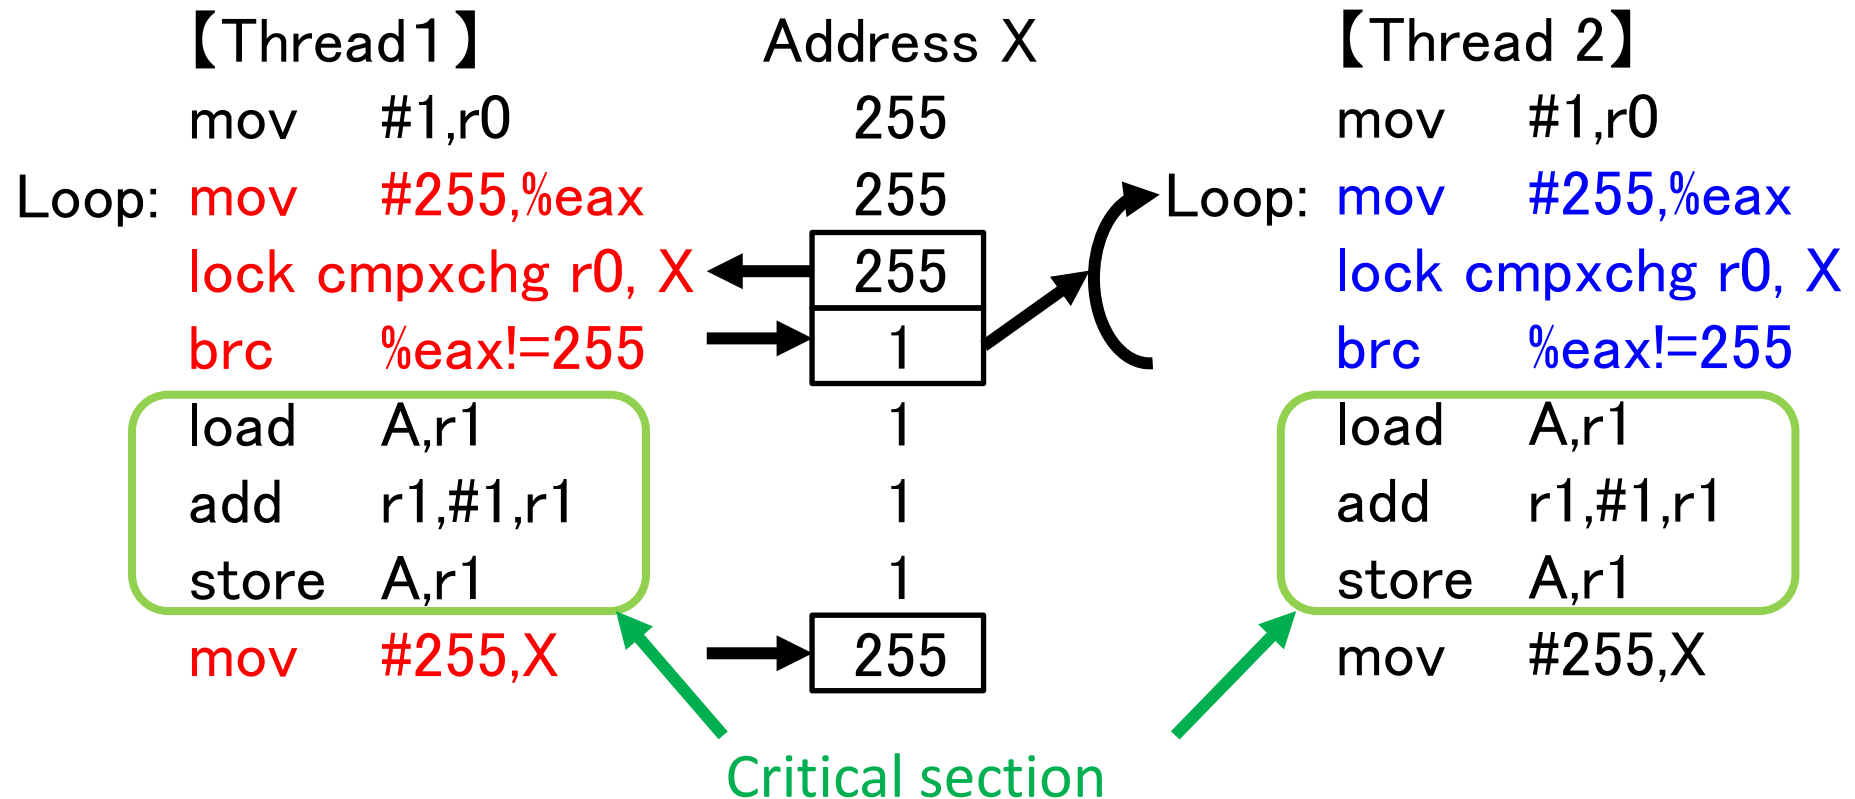 【Thread1】 Address X 【Thread 2】
mov #1,r0 255 mov #1,r0
Loop: mov #255,%eax 255 Loop: mov #255,%eax
lock cmpxchg r0, X 255 lock cmpxchg r0, X
brc %eax!=255 1 brc %eax!=255
load A,r1 1 load A,r1
add r1,#1,r1 1 add r1,#1,r1
store A,r1 1 store A,r1
mov #255,X 255 mov #255,X
Critical section